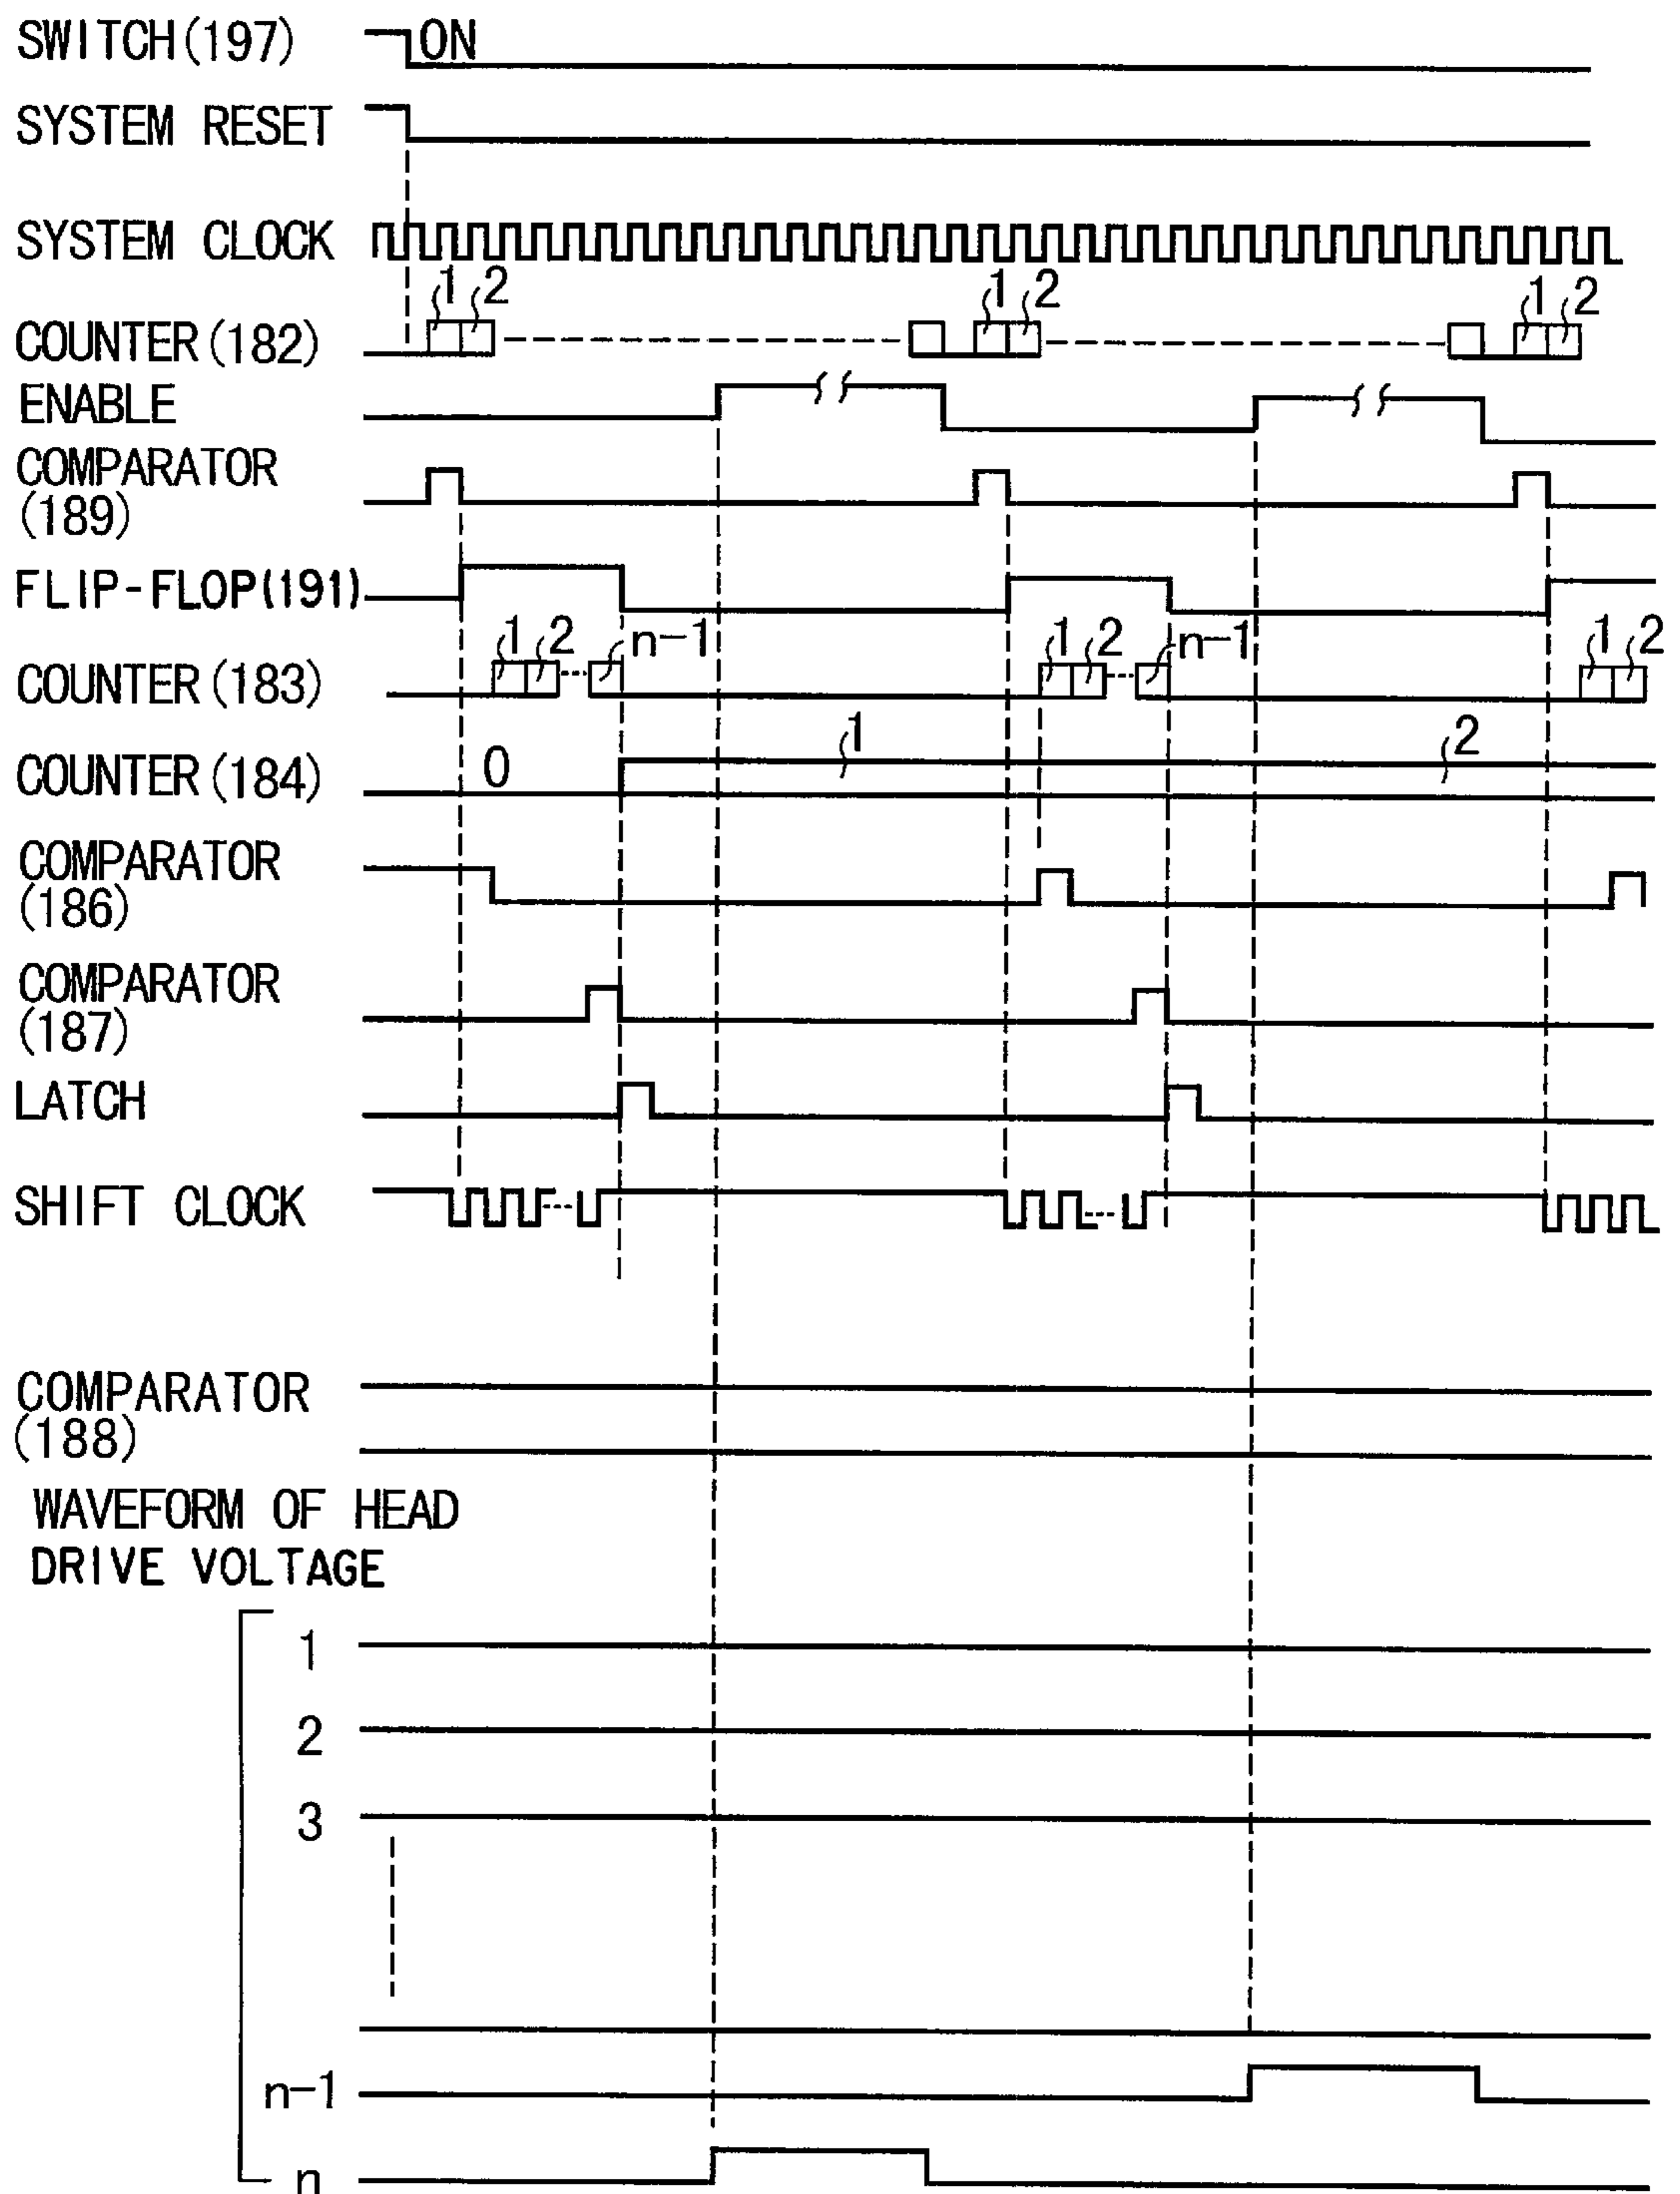 SWITCH(197)
ON
SYSTEM RESET
SYSTEM CLOCK
1 2 1 2 1 2
COUNTER(182)
ENABLE
COMPARATOR
(189)
FLIP-FLOP(191)
1 2 n-1 1 2 n-1 1 2
COUNTER(183)
COUNTER(184)
0 1 2
COMPARATOR
(186)
COMPARATOR
(187)
LATCH
SHIFT CLOCK
COMPARATOR
(188)
WAVEFORM OF HEAD
DRIVE VOLTAGE
1
2
3
n-1
n